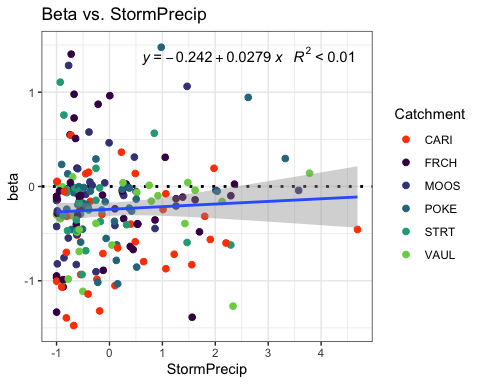 Beta vs. StormPrecip
y = −0.242 + 0.0279 x   R² < 0.01
1
0
-1
beta
-1 0 1 2 3 4
StormPrecip
Catchment
CARI
FRCH
MOOS
POKE
STRT
VAUL